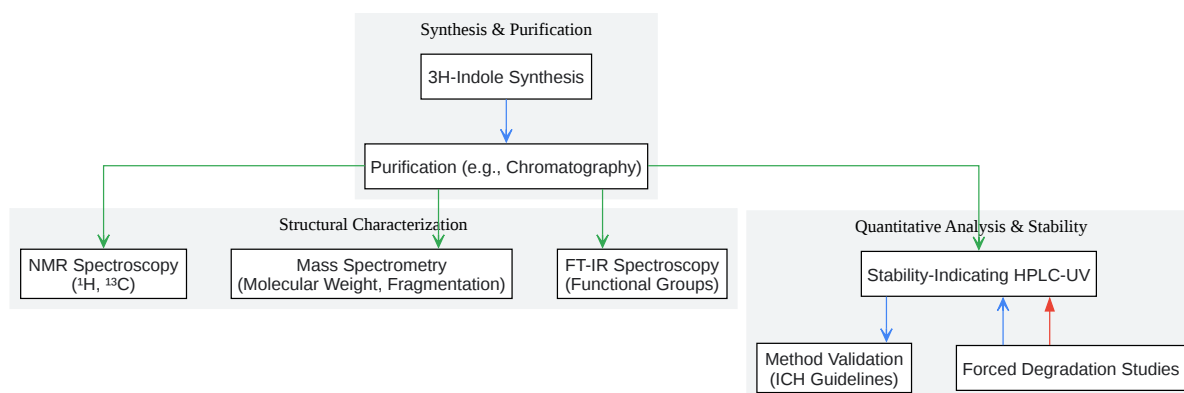 Synthesis & Purification
3H-Indole Synthesis
Purification (e.g., Chromatography)
Structural Characterization
NMR Spectroscopy
(¹H, ¹³C)
Mass Spectrometry
(Molecular Weight, Fragmentation)
FT-IR Spectroscopy
(Functional Groups)
Quantitative Analysis & Stability
Stability-Indicating HPLC-UV
Method Validation
(ICH Guidelines)
Forced Degradation Studies